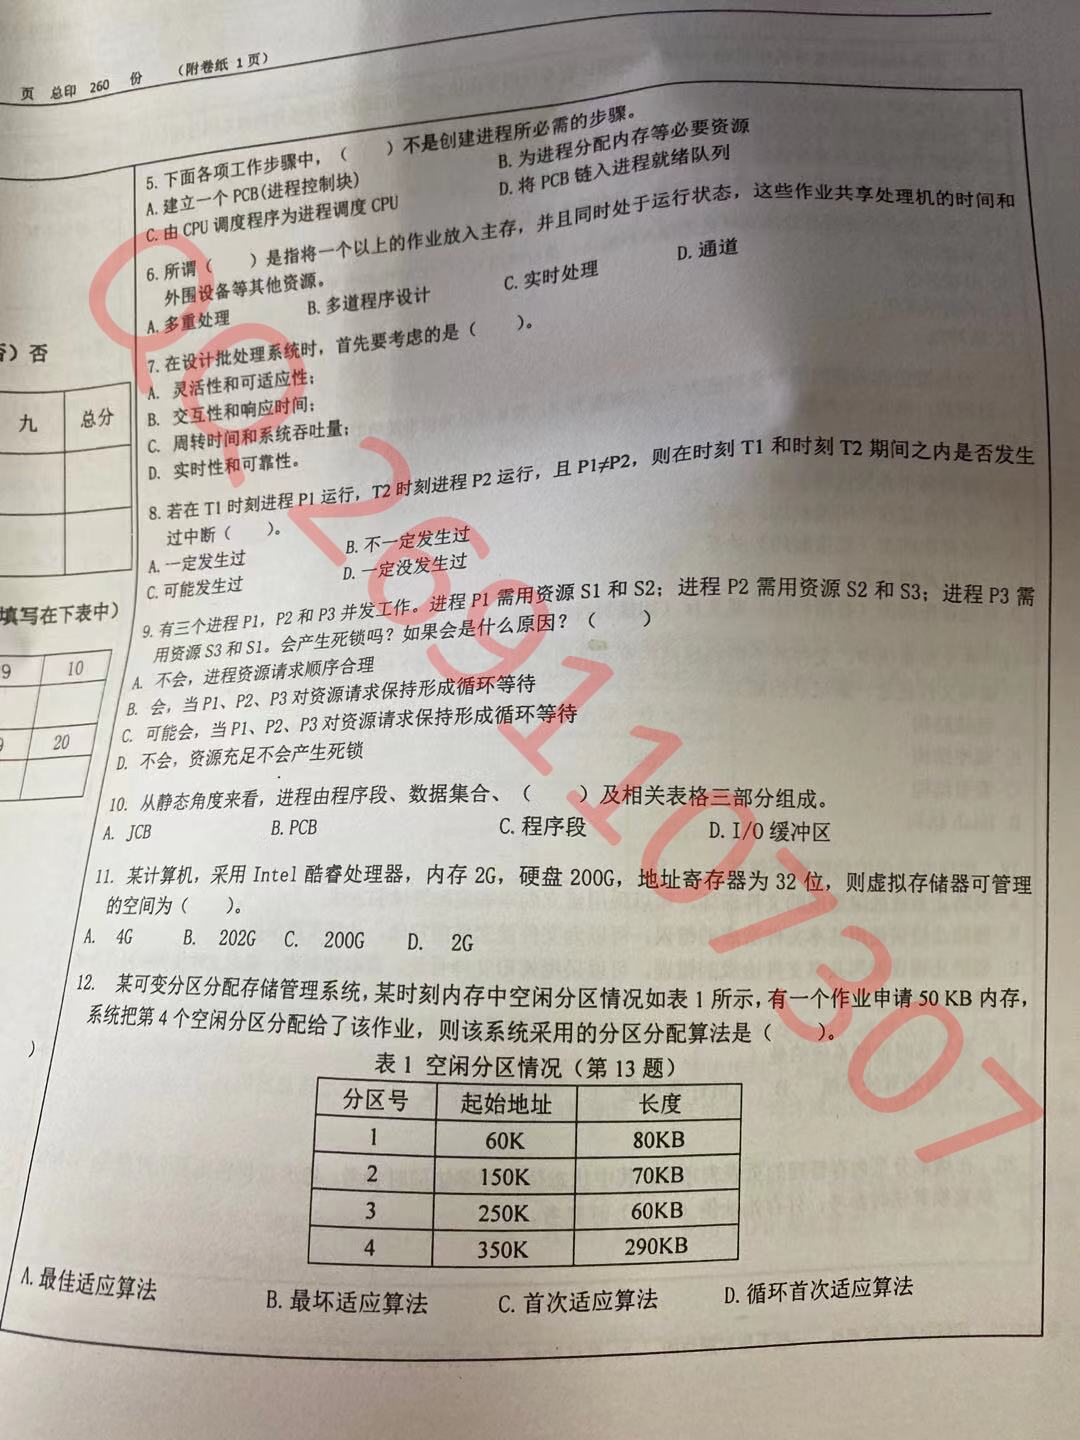 页 总印 260 份 （附卷纸 1 页）
5. 下面各项工作步骤中，（ ）不是创建进程所必需的步骤。
A. 建立一个 PCB(进程控制块) B. 为进程分配内存等必要资源
C. 由 CPU 调度程序为进程调度 CPU D. 将 PCB 链入进程就绪队列
6. 所谓（ ）是指将一个以上的作业放入主存，并且同时处于运行状态，这些作业共享处理机的时间和
外围设备等其他资源。
A. 多重处理 B. 多道程序设计 C. 实时处理 D. 通道
7. 在设计批处理系统时，首先要考虑的是（ ）。
A. 灵活性和可适应性；
B. 交互性和响应时间；
C. 周转时间和系统吞吐量；
D. 实时性和可靠性。
8. 若在 T1 时刻进程 P1 运行，T2 时刻进程 P2 运行，且 P1≠P2，则在时刻 T1 和时刻 T2 期间之内是否发生
过中断（ ）。
A. 一定发生过 B. 不一定发生过
C. 可能发生过 D. 一定没发生过
9. 有三个进程 P1，P2 和 P3 并发工作。进程 P1 需用资源 S1 和 S2；进程 P2 需用资源 S2 和 S3；进程 P3 需
用资源 S3 和 S1。会产生死锁吗？如果会是什么原因？（ ）
A. 不会，进程资源请求顺序合理
B. 会，当 P1、P2、P3 对资源请求保持形成循环等待
C. 可能会，当 P1、P2、P3 对资源请求保持形成循环等待
D. 不会，资源充足不会产生死锁
10. 从静态角度来看，进程由程序段、数据集合、（ ）及相关表格三部分组成。
A. JCB B. PCB C. 程序段 D. I/O 缓冲区
11. 某计算机，采用 Intel 酷睿处理器，内存 2G，硬盘 200G，地址寄存器为 32 位，则虚拟存储器可管理
的空间为（ ）。
A. 4G B. 202G C. 200G D. 2G
12. 某可变分区分配存储管理系统，某时刻内存中空闲分区情况如表 1 所示，有一个作业申请 50 KB 内存，
系统把第 4 个空闲分区分配给了该作业，则该系统采用的分区分配算法是（ ）。
表 1 空闲分区情况（第 13 题）
分区号 起始地址 长度
1 60K 80KB
2 150K 70KB
3 250K 60KB
4 350K 290KB
A. 最佳适应算法 B. 最坏适应算法 C. 首次适应算法 D. 循环首次适应算法
）否
九 总分
填写在下表中）
9 10
20
）
QQ 2691107307